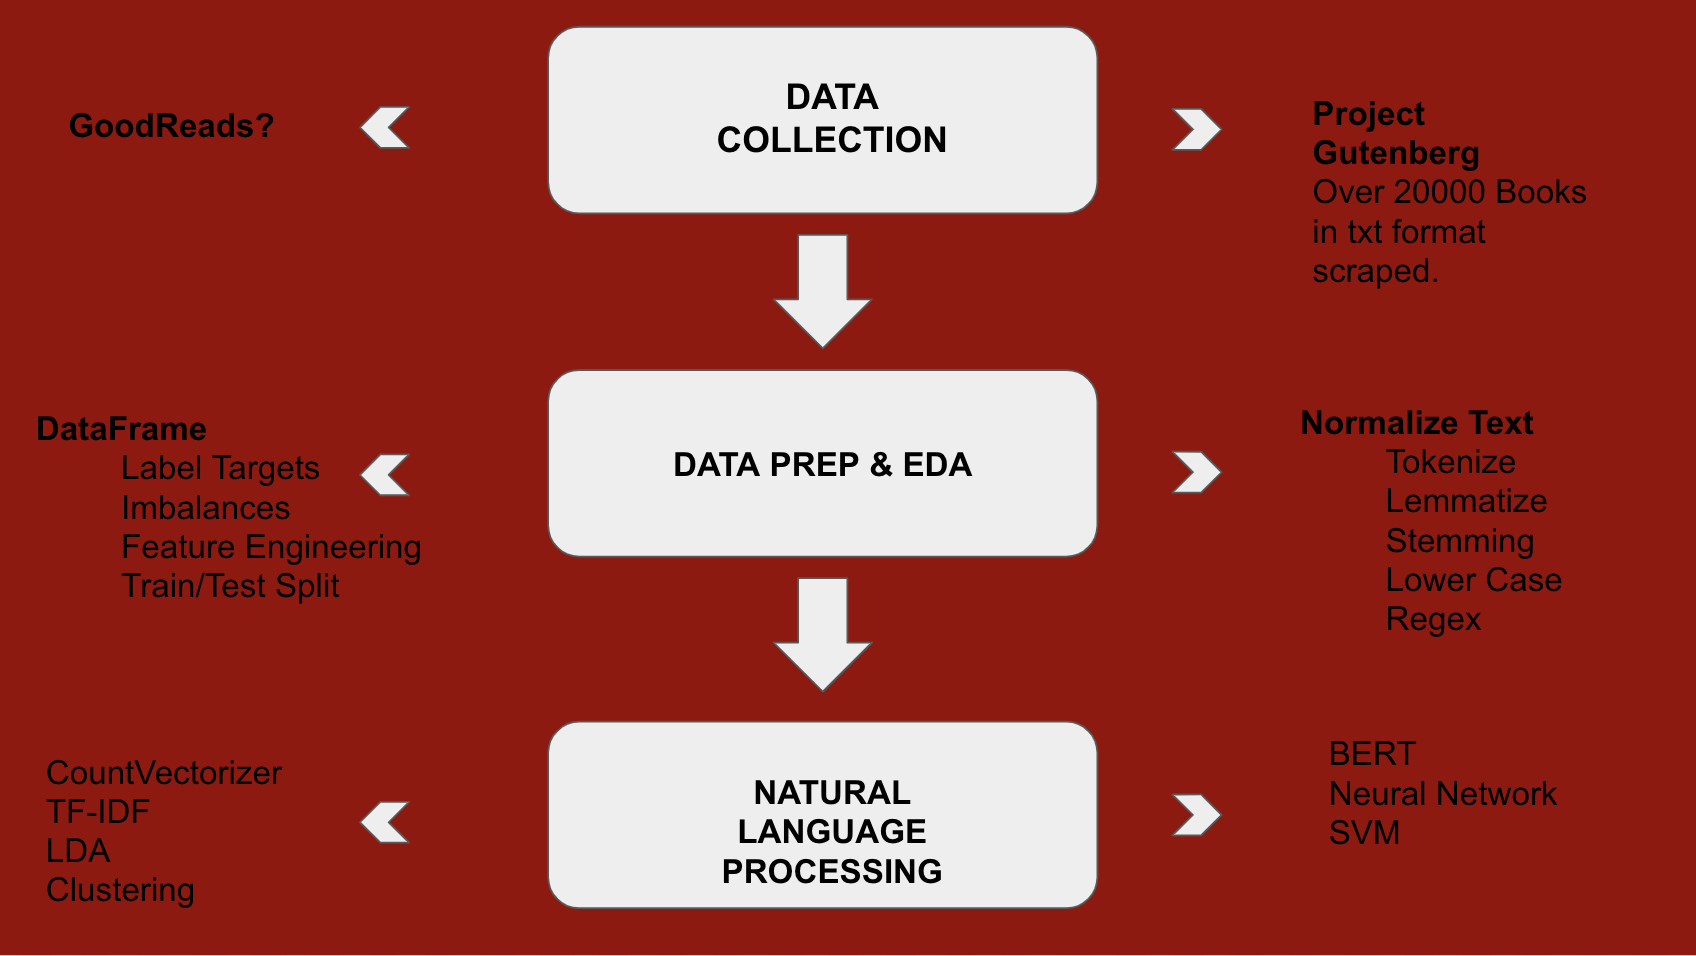 GoodReads?
DATA
COLLECTION
Project
Gutenberg
Over 20000 Books
in txt format
scraped.
DataFrame
Label Targets
Imbalances
Feature Engineering
Train/Test Split
DATA PREP & EDA
Normalize Text
Tokenize
Lemmatize
Stemming
Lower Case
Regex
CountVectorizer
TF-IDF
LDA
Clustering
NATURAL
LANGUAGE
PROCESSING
BERT
Neural Network
SVM